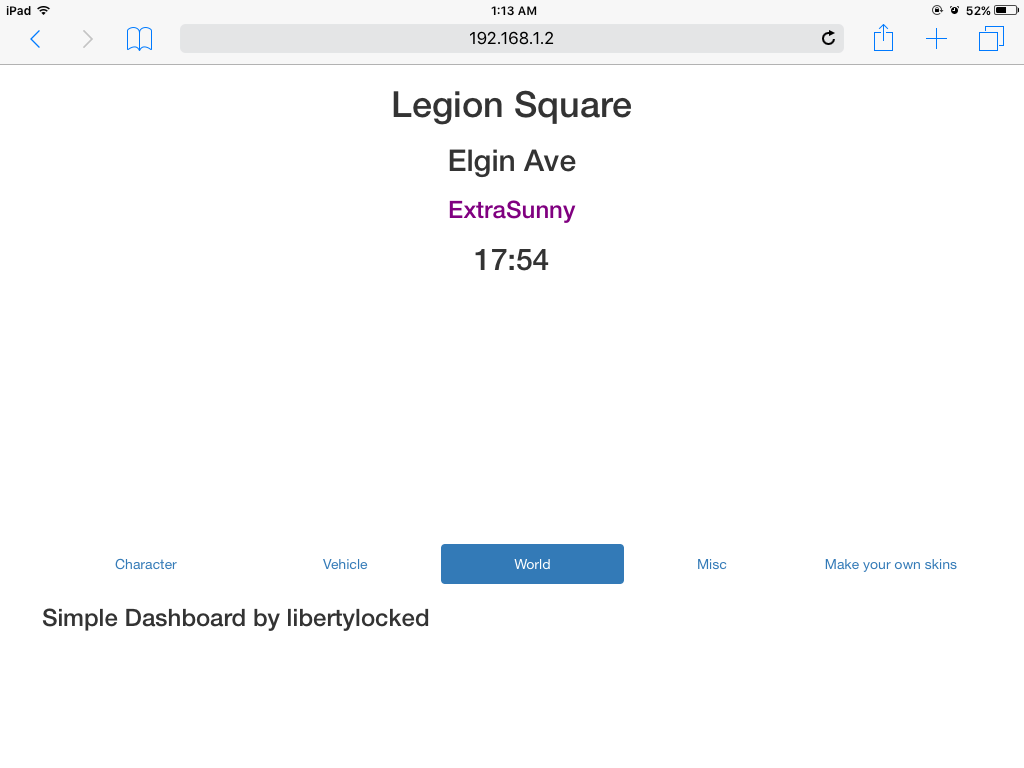 iPad 1:13 AM 52%
192.168.1.2
Legion Square
Elgin Ave
ExtraSunny
17:54
Character Vehicle World Misc Make your own skins
Simple Dashboard by libertylocked